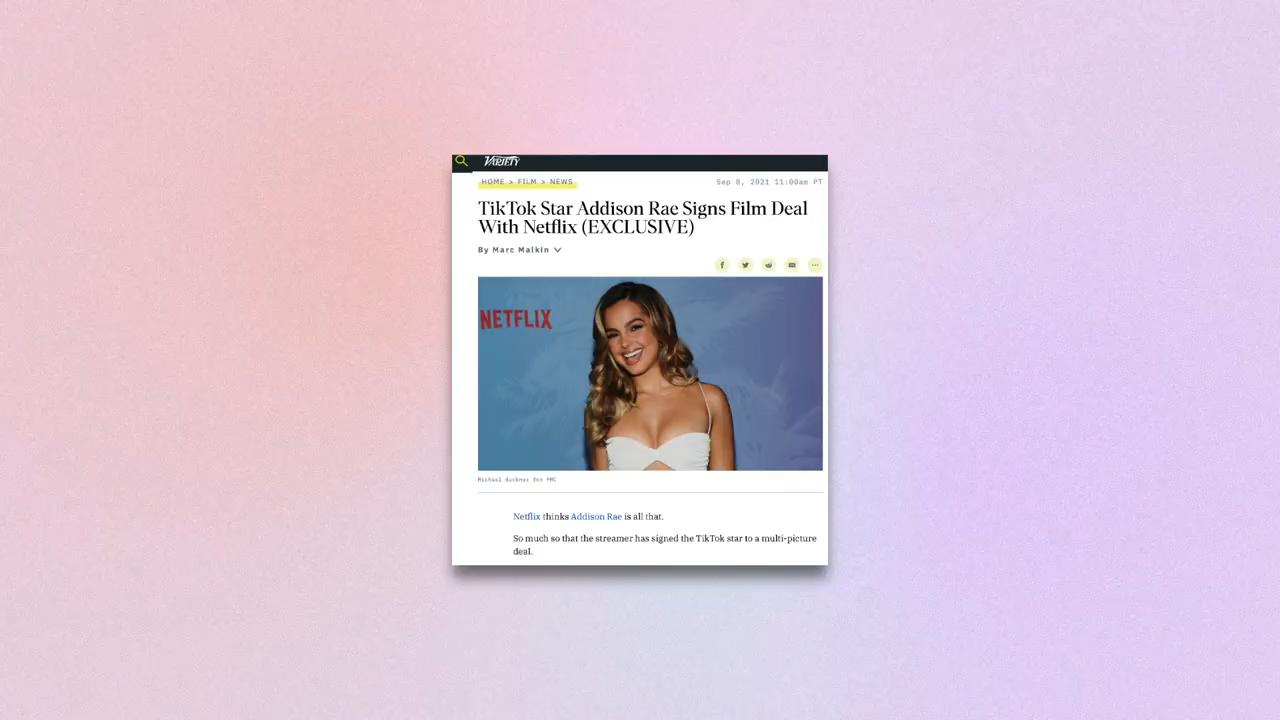 VARIETY
HOME > FILM > NEWS
Sep 8, 2021 11:00am PT
TikTok Star Addison Rae Signs Film Deal
With Netflix (EXCLUSIVE)
By Marc Malkin
NETFLIX
Michael Buckner for PMC
Netflix thinks Addison Rae is all that.
So much so that the streamer has signed the TikTok star to a multi-picture
deal.